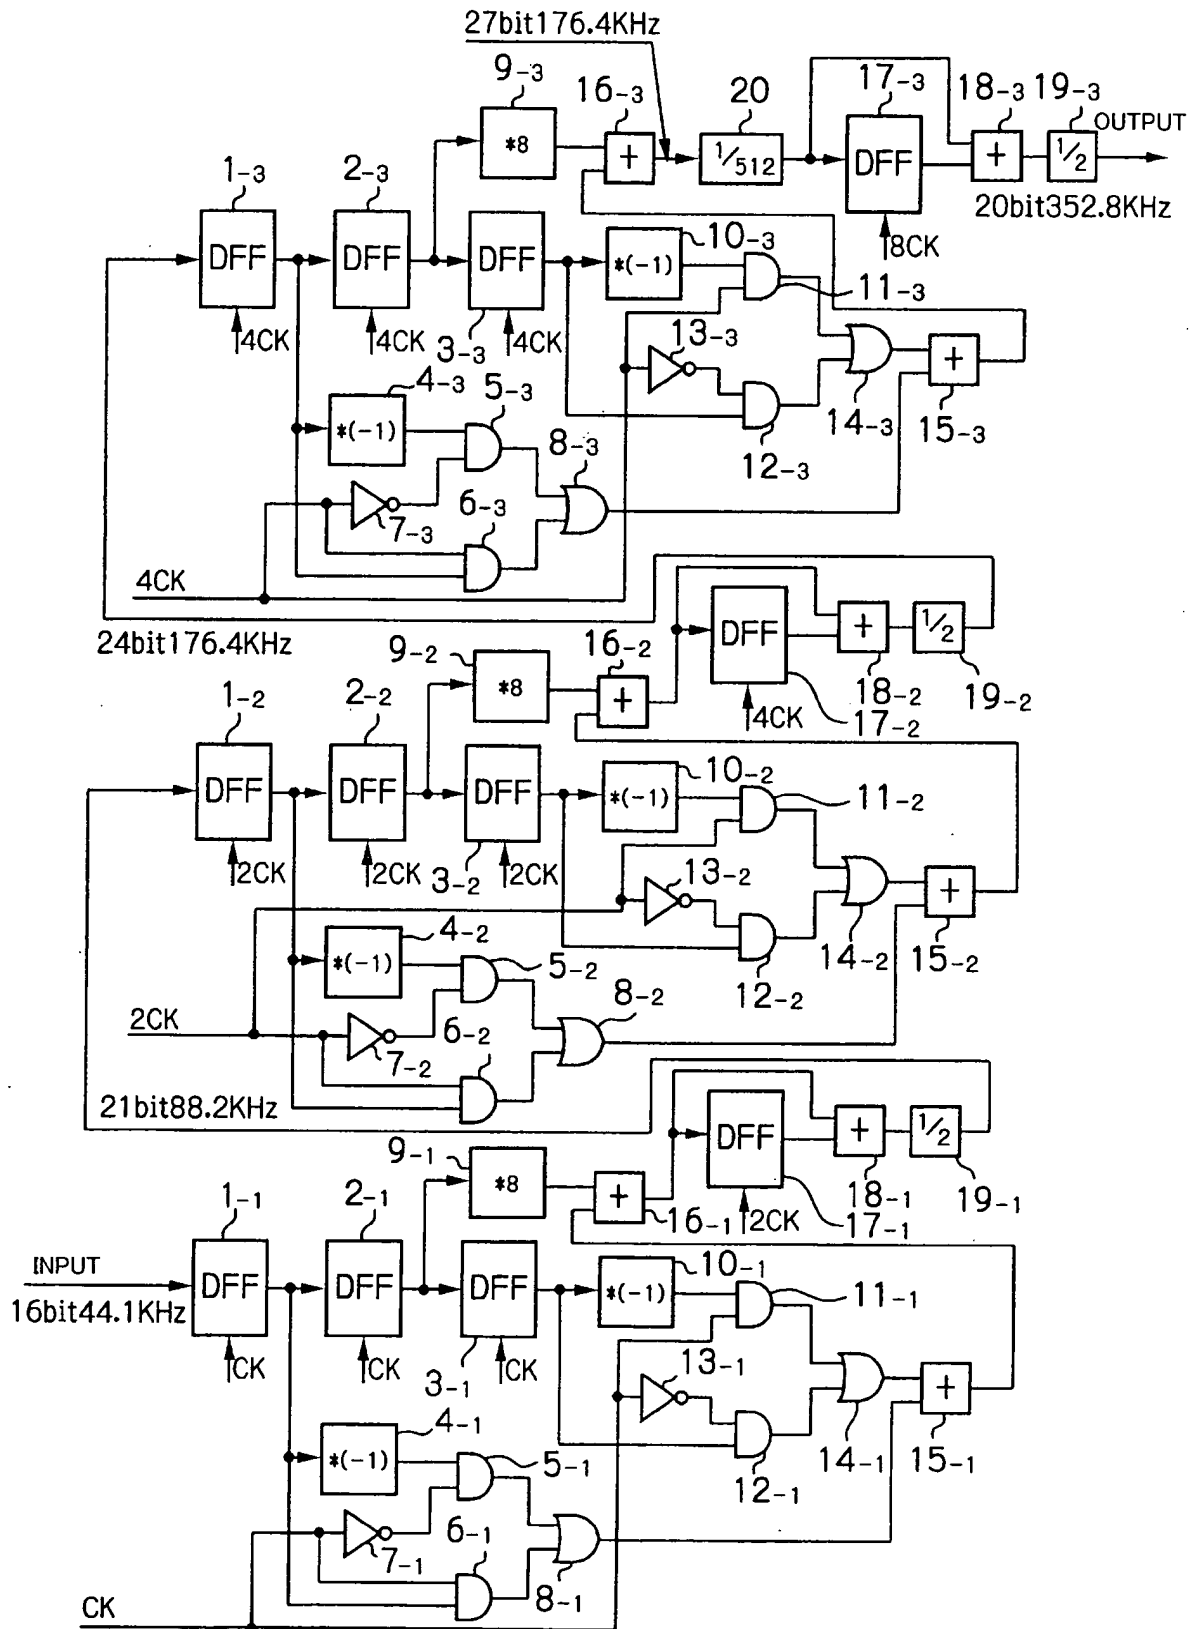 27bit176.4KHz
9-3
16-3
20
17-3
18-3
19-3
OUTPUT
*8
+
1/512
DFF
+
1/2
20bit352.8KHz
8CK
1-3
2-3
DFF
DFF
DFF
10-3
*(-1)
11-3
4CK
4CK
3-3
4CK
13-3
+
4-3
5-3
14-3
15-3
*(-1)
8-3
12-3
6-3
7-3
4CK
24bit176.4KHz
9-2
16-2
DFF
+
1/2
*8
+
18-2
19-2
4CK
17-2
1-2
2-2
DFF
DFF
DFF
10-2
*(-1)
11-2
2CK
2CK
3-2
2CK
13-2
+
4-2
5-2
14-2
15-2
*(-1)
12-2
8-2
2CK
6-2
7-2
21bit88.2KHz
9-1
DFF
+
1/2
*8
+
18-1
19-1
16-1
2CK
17-1
1-1
2-1
INPUT
DFF
DFF
DFF
10-1
*(-1)
11-1
16bit44.1KHz
CK
CK
3-1
CK
13-1
+
4-1
5-1
14-1
15-1
*(-1)
12-1
6-1
7-1
8-1
CK